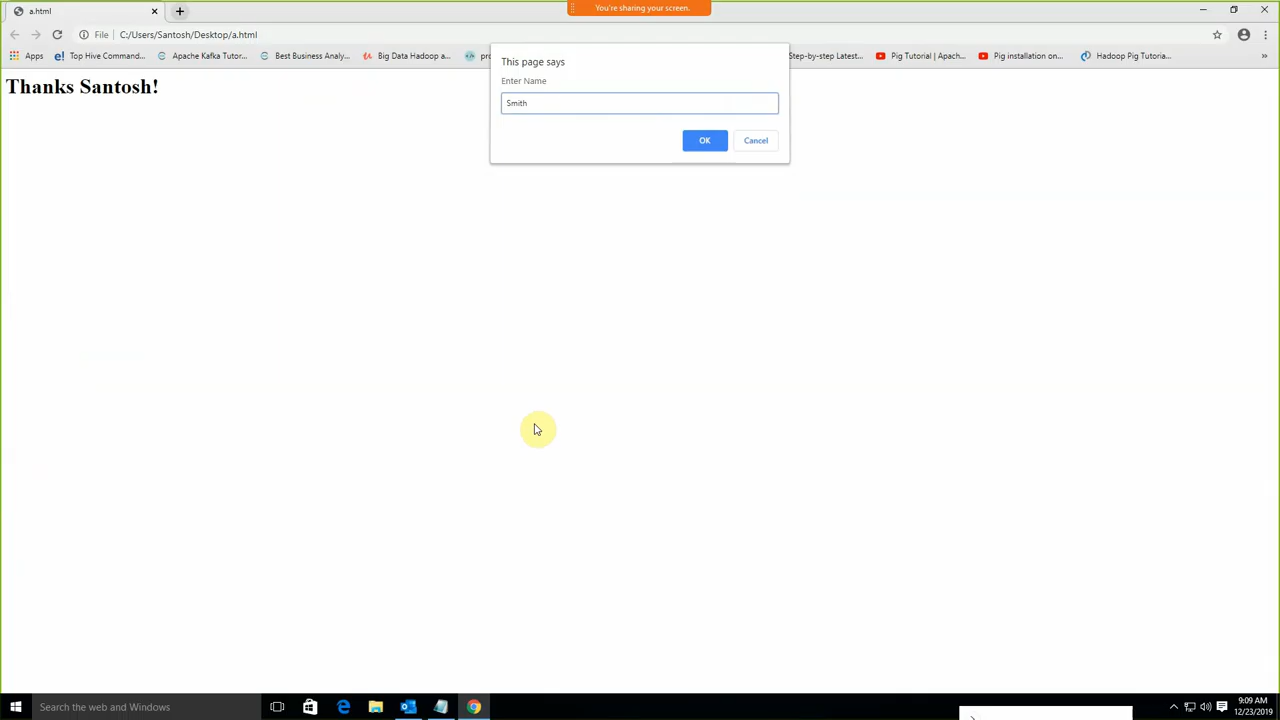 a.html
You're sharing your screen.
File
C:/Users/Santosh/Desktop/a.html
Apps
Top Hive Command...
Apache Kafka Tutor...
Best Business Analy...
Big Data Hadoop a...
Step-by-step Latest...
Pig Tutorial | Apach...
Pig installation on...
Hadoop Pig Tutoria...
»
This page says
Enter Name
Smith
OK
Cancel
Thanks Santosh!
Search the web and Windows
9:09 AM
12/23/2019